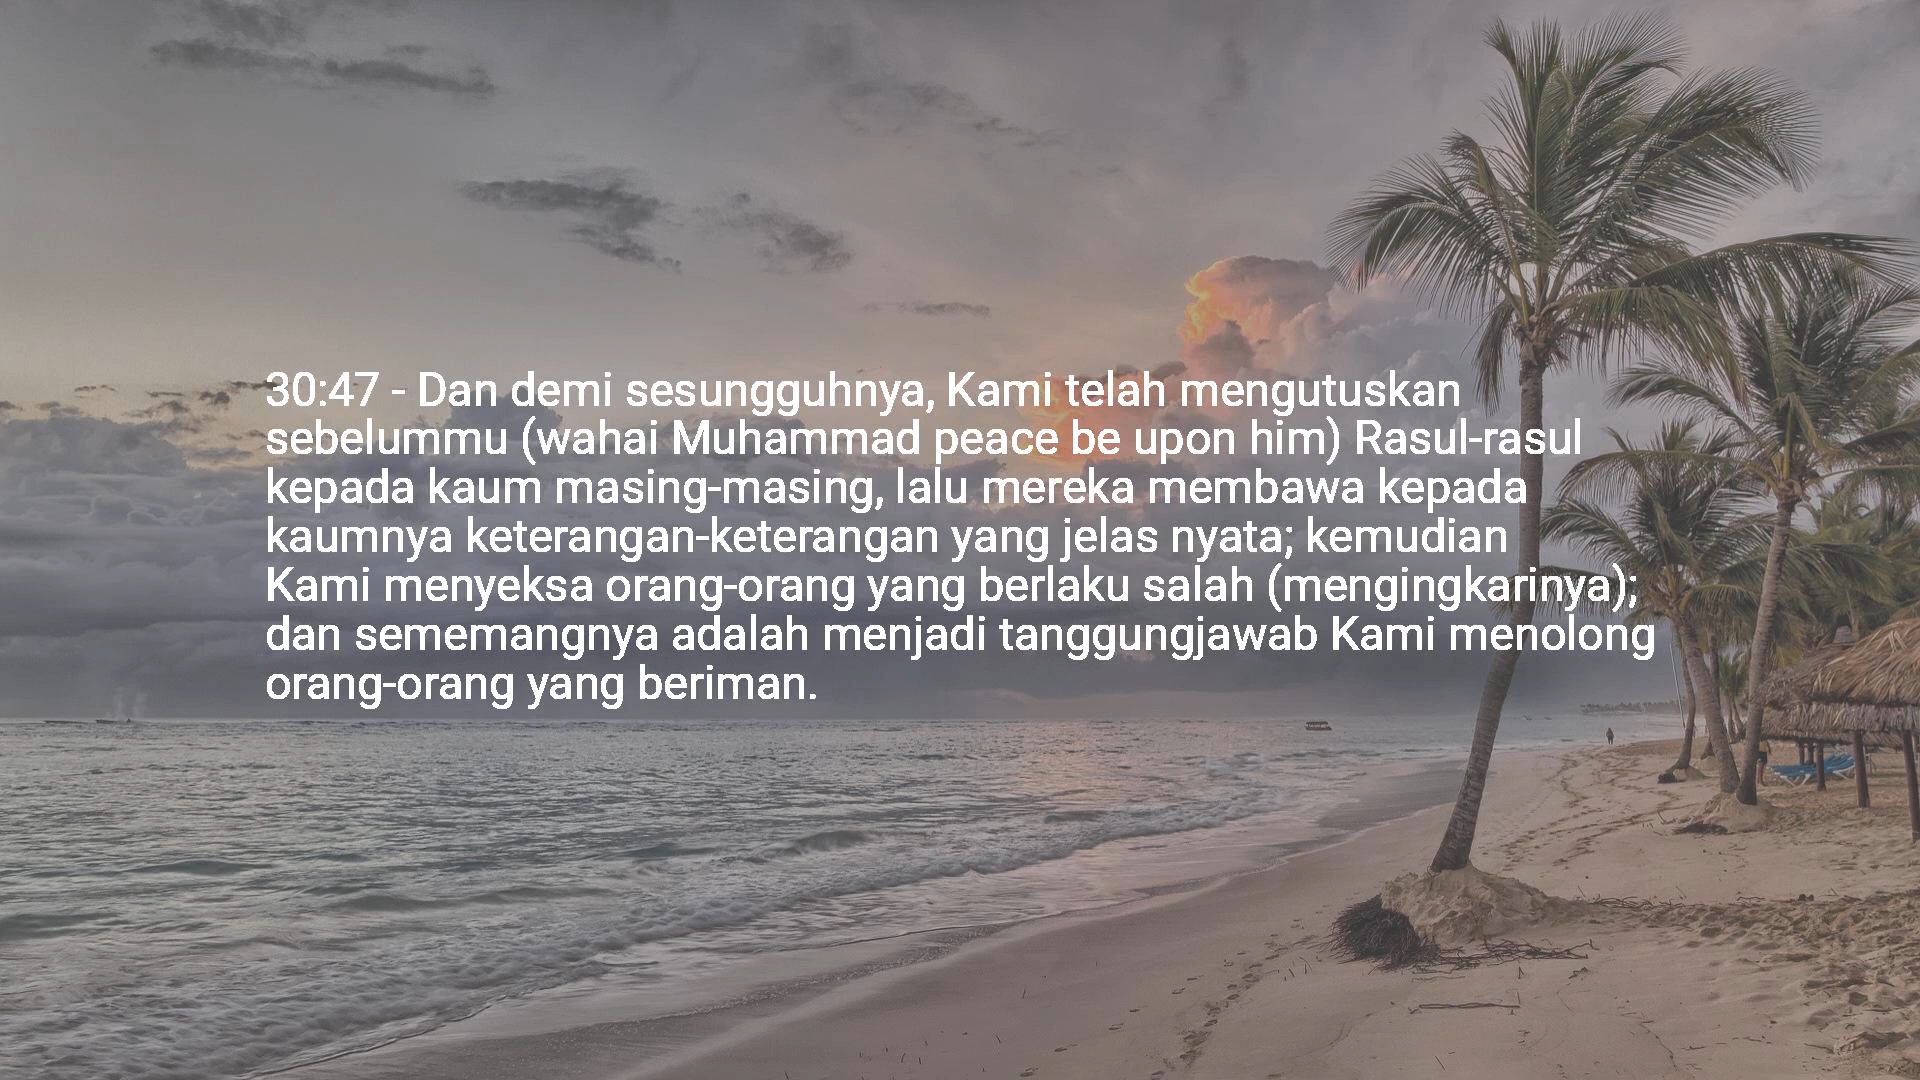 30:47 - Dan demi sesungguhnya, Kami telah mengutuskan
sebelummu (wahai Muhammad peace be upon him) Rasul-rasul
kepada kaum masing-masing, lalu mereka membawa kepada
kaumnya keterangan-keterangan yang jelas nyata; kemudian
Kami menyeksa orang-orang yang berlaku salah (mengingkarinya);
dan sememangnya adalah menjadi tanggungjawab Kami menolong
orang-orang yang beriman.